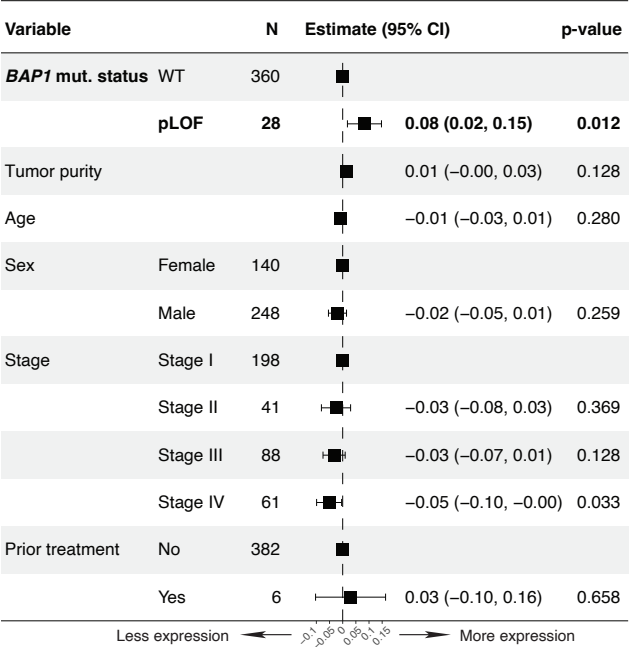 Variable N Estimate (95% CI) p-value
BAP1 mut. status WT 360
pLOF 28 0.08 (0.02, 0.15) 0.012
Tumor purity 0.01 (−0.00, 0.03) 0.128
Age −0.01 (−0.03, 0.01) 0.280
Sex Female 140
Male 248 −0.02 (−0.05, 0.01) 0.259
Stage Stage I 198
Stage II 41 −0.03 (−0.08, 0.03) 0.369
Stage III 88 −0.03 (−0.07, 0.01) 0.128
Stage IV 61 −0.05 (−0.10, −0.00) 0.033
Prior treatment No 382
Yes 6 0.03 (−0.10, 0.16) 0.658
−0.1 −0.05 0 0.05 0.1 0.15
Less expression More expression